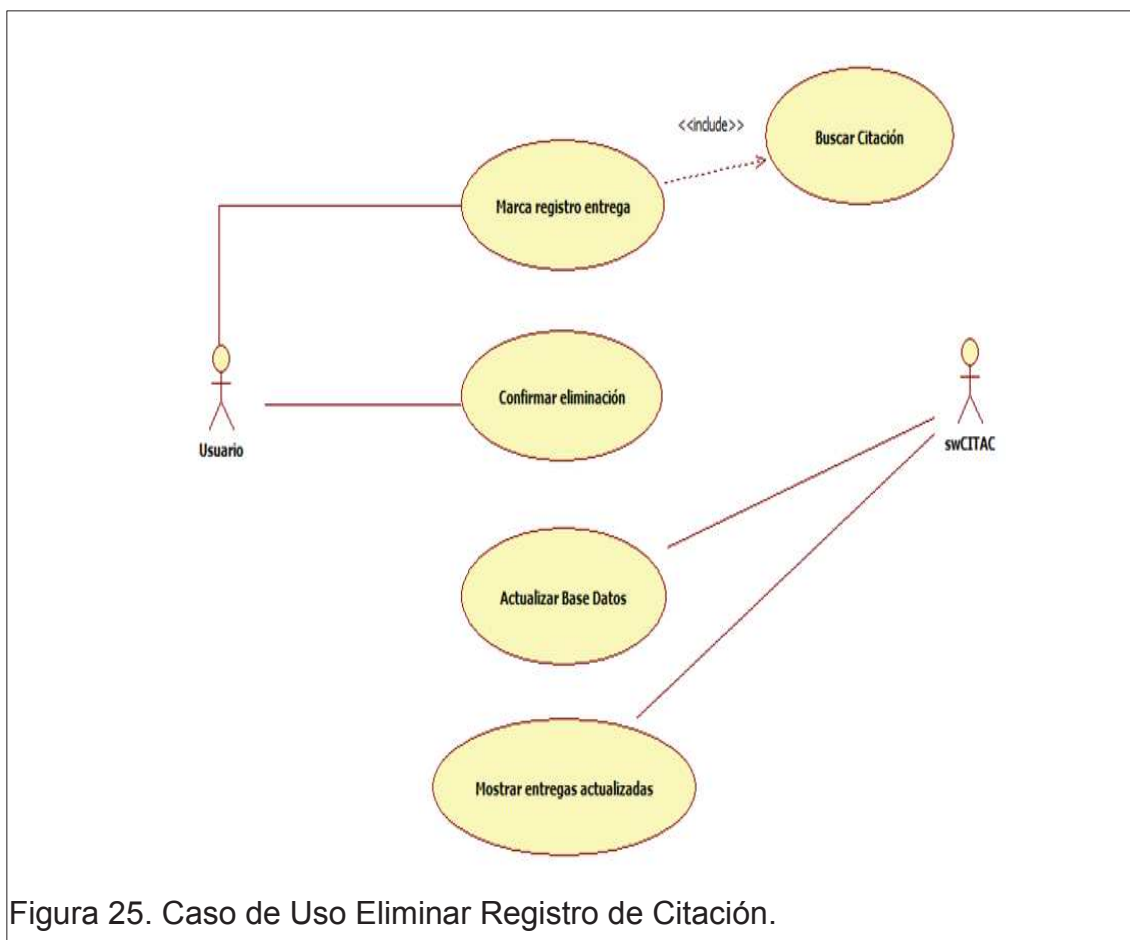 <<include>>
Buscar Citación
Marca registro entrega
Confirmar eliminación
Usuario
swCITAC
Actualizar Base Datos
Mostrar entregas actualizadas
Figura 25. Caso de Uso Eliminar Registro de Citación.